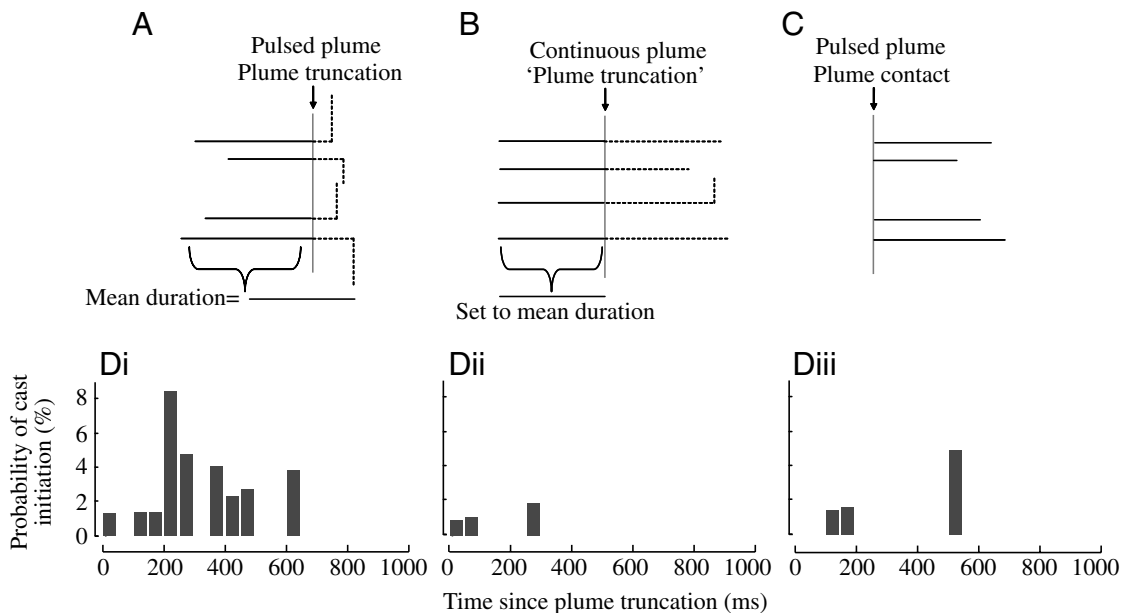 A
Pulsed plume
Plume truncation
B
Continuous plume
‘Plume truncation’
C
Pulsed plume
Plume contact
Mean duration=
Set to mean duration
Di
Dii
Diii
Probability of cast
initiation (%)
8
6
4
2
0
0 200 400 600 800 1000
0 200 400 600 800 1000
0 200 400 600 800 1000
Time since plume truncation (ms)